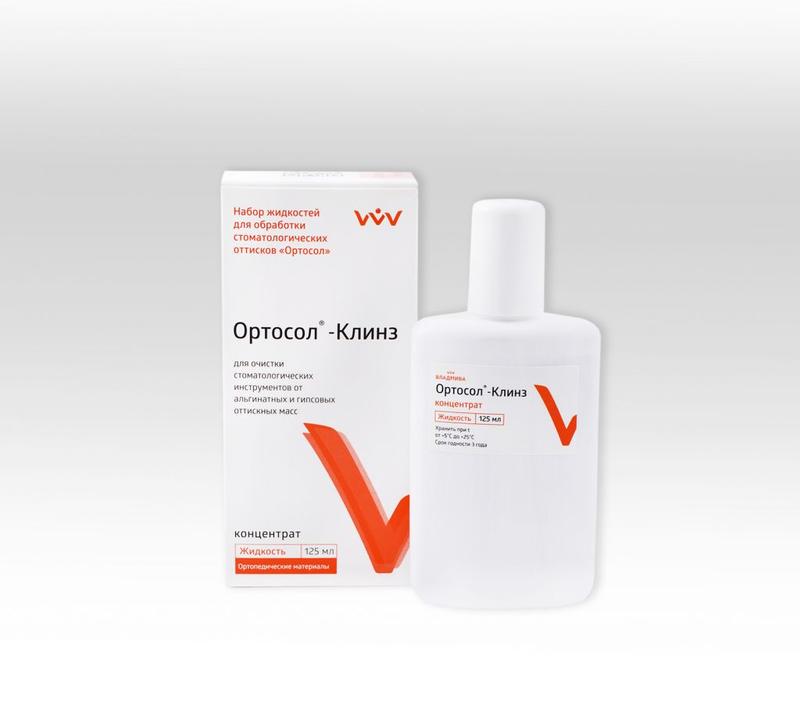 Набор жидкостей
для обработки
стоматологических
оттисков «Ортосол»
Ортосол®-Клинз
для очистки
стоматологических
инструментов от
альгинатных и гипсовых
оттискных масс
концентрат
Жидкость 125 мл
Ортопедические материалы
ВЛАДМИВА
Ортосол®-Клинз
концентрат
Жидкость 125 мл
Хранить при t
от +5°C до +25°C
Срок годности 3 года